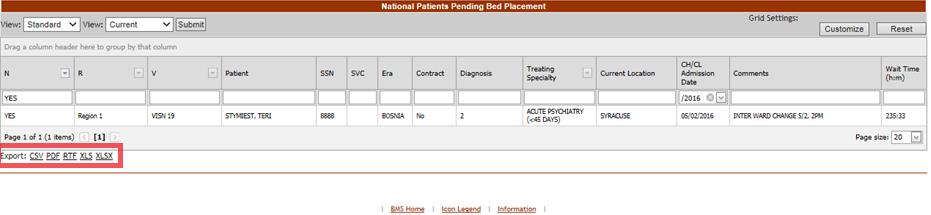 National Patients Pending Bed Placement
Grid Settings:
View: Standard View: Current Submit
Customize Reset
Drag a column header here to group by that column
N R V Patient SSN SVC Era Contract Diagnosis Treating Specialty Current Location CH/CL Admission Date Comments Wait Time (h:m)
YES /2016
YES Region 1 VISN 19 STYMIEST, TERI 8888 BOSNIA No 2 ACUTE PSYCHIATRY (<45 DAYS) SYRACUSE 05/02/2016 INTER WARD CHANGE 5/2, 2PM 235:33
Page 1 of 1 (1 items) < [1] > Page size: 20
Export: CSV PDF RTF XLS XLSX
| BMS Home | Icon Legend | Information |